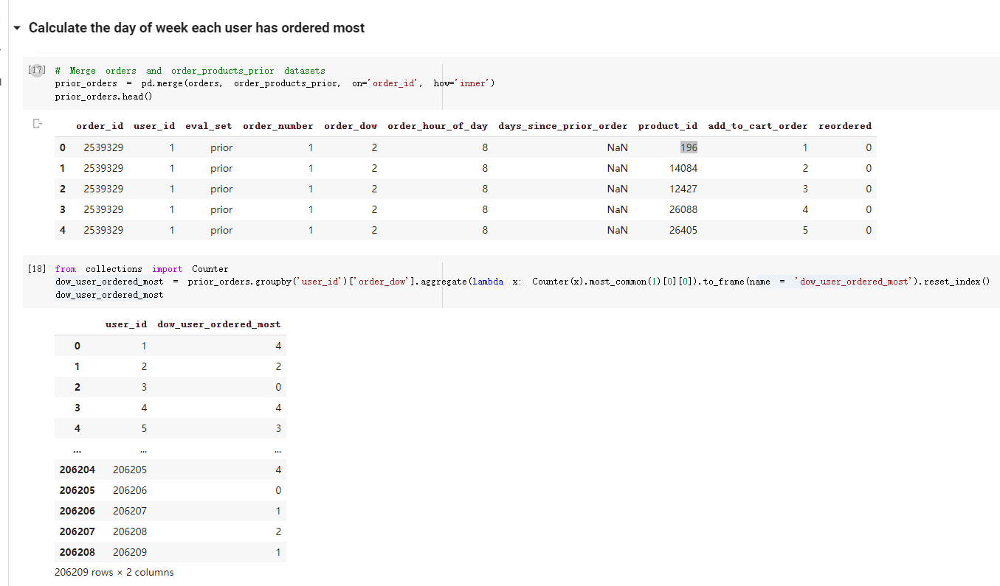 Calculate the day of week each user has ordered most
[17] # Merge orders and order_products_prior datasets
prior_orders = pd.merge(orders, order_products_prior, on='order_id', how='inner')
prior_orders.head()
order_id user_id eval_set order_number order_dow order_hour_of_day days_since_prior_order product_id add_to_cart_order reordered
0 2539329 1 prior 1 2 8 NaN 196 1 0
1 2539329 1 prior 1 2 8 NaN 14084 2 0
2 2539329 1 prior 1 2 8 NaN 12427 3 0
3 2539329 1 prior 1 2 8 NaN 26088 4 0
4 2539329 1 prior 1 2 8 NaN 26405 5 0
[18] from collections import Counter
dow_user_ordered_most = prior_orders.groupby('user_id')['order_dow'].aggregate(lambda x: Counter(x).most_common(1)[0][0]).to_frame(name = 'dow_user_ordered_most').reset_index()
dow_user_ordered_most
user_id dow_user_ordered_most
0 1 4
1 2 2
2 3 0
3 4 4
4 5 3
... ... ...
206204 206205 4
206205 206206 0
206206 206207 1
206207 206208 2
206208 206209 1
206209 rows × 2 columns